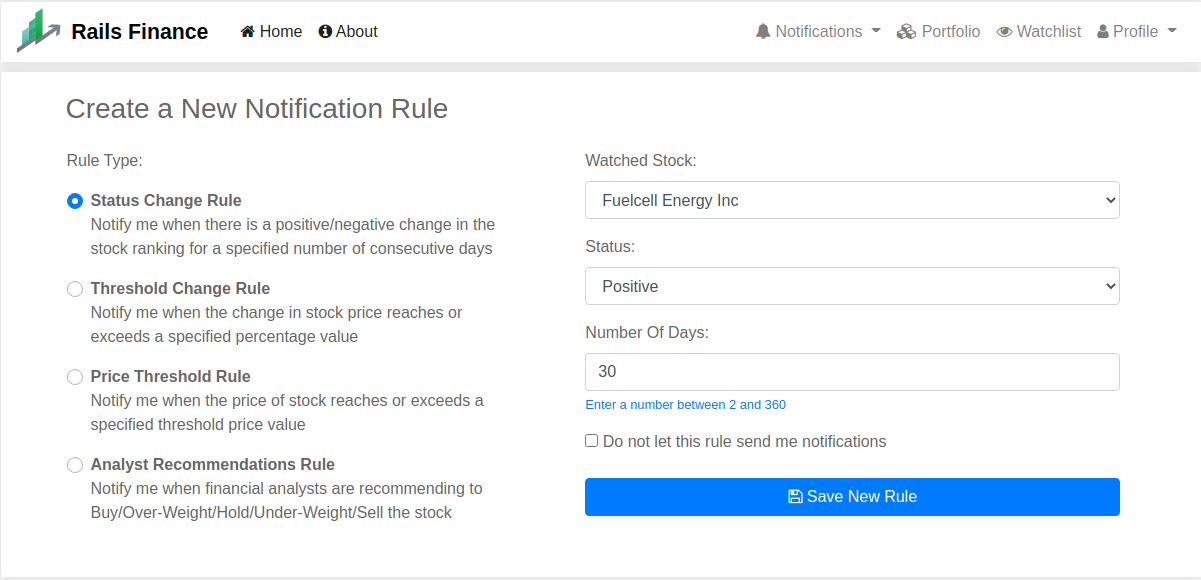 Rails Finance Home About Notifications Portfolio Watchlist Profile
Create a New Notification Rule
Rule Type:
Status Change Rule
Notify me when there is a positive/negative change in the
stock ranking for a specified number of consecutive days
Threshold Change Rule
Notify me when the change in stock price reaches or
exceeds a specified percentage value
Price Threshold Rule
Notify me when the price of stock reaches or exceeds a
specified threshold price value
Analyst Recommendations Rule
Notify me when financial analysts are recommending to
Buy/Over-Weight/Hold/Under-Weight/Sell the stock
Watched Stock:
Fuelcell Energy Inc
Status:
Positive
Number Of Days:
30
Enter a number between 2 and 360
Do not let this rule send me notifications
Save New Rule